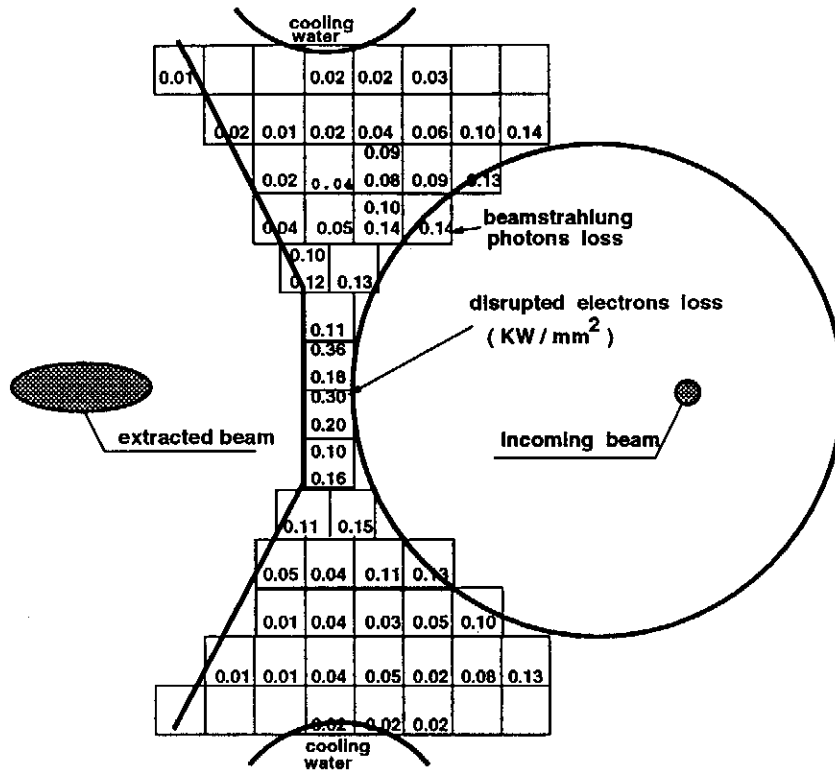 cooling
water
0.01 0.02 0.02 0.03
0.02 0.01 0.02 0.04 0.06 0.10 0.14
0.09
0.02 0.04 0.08 0.09 0.13
0.10
0.04 0.05 0.14 0.14
beamstrahlung
photons loss
0.10
0.12 0.13
disrupted electrons loss
( KW / mm2 )
0.11
0.36
0.18
0.30
0.20
0.10
0.16
extracted beam
Incoming beam
0.11 0.15
0.05 0.04 0.11 0.13
0.01 0.04 0.03 0.05 0.10
0.01 0.01 0.04 0.05 0.02 0.08 0.13
0.02 0.02 0.02
cooling
water